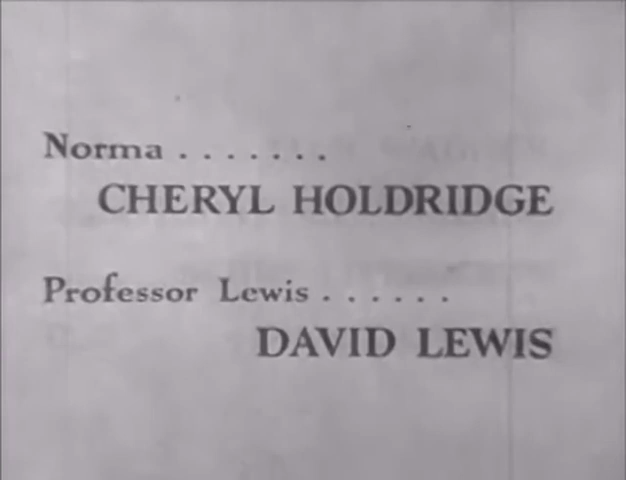 Norma . . . . . . .
CHERYL HOLDRIDGE
Professor Lewis . . . . . .
DAVID LEWIS